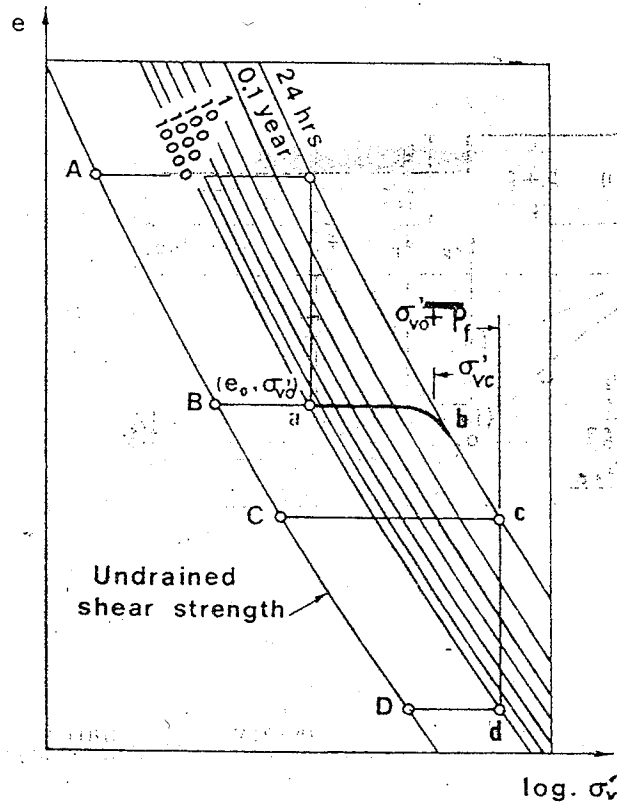 e
24 hrs
0.1 year
1
10
100
1000
10000
A
σ'vo + Pf
σ'vc
(eo, σ'vo)
B
a
b
C
c
Undrained
shear strength
D
d
log. σ'v